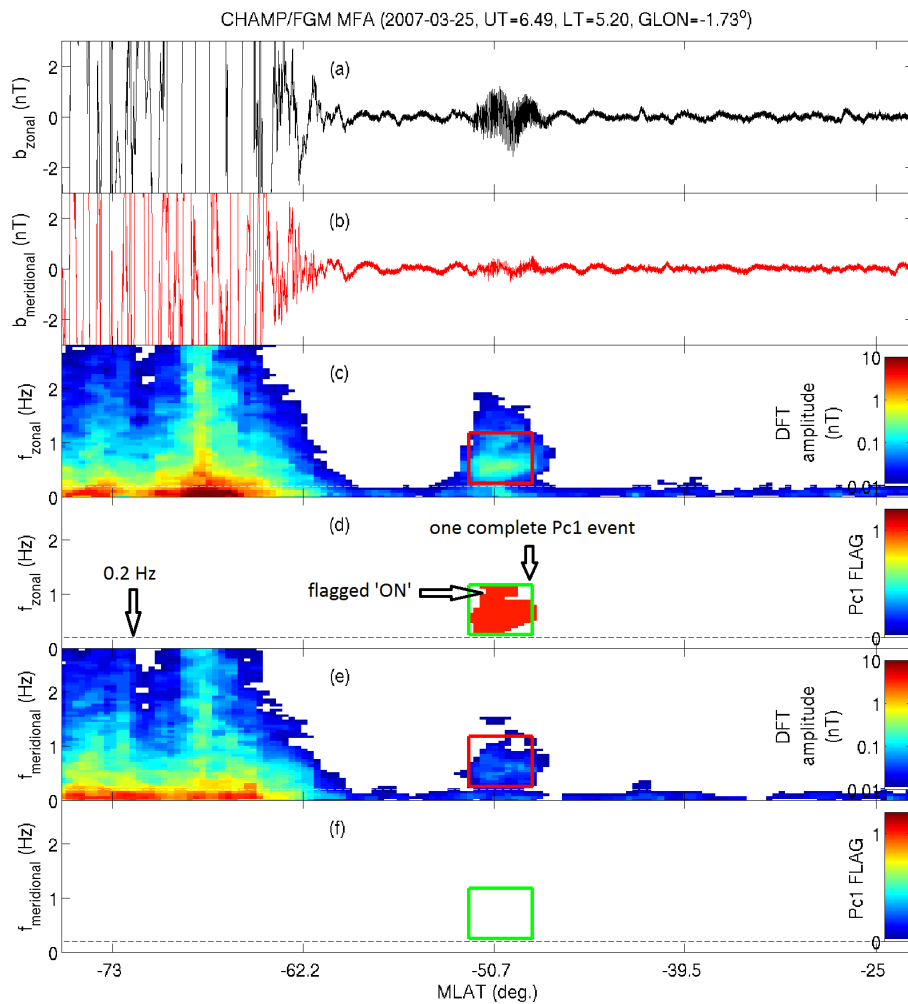 CHAMP/FGM MFA (2007-03-25, UT=6.49, LT=5.20, GLON=-1.73°)
(a)
b_zonal (nT)
2
0
-2
(b)
b_meridional (nT)
2
0
-2
(c)
f_zonal (Hz)
2
1
0
DFT
amplitude
(nT)
10
1
0.1
0.01
(d)
f_zonal (Hz)
2
1
0
0.2 Hz
one complete Pc1 event
flagged 'ON'
Pc1 FLAG
1
0
(e)
f_meridional (Hz)
2
1
0
DFT
amplitude
(nT)
10
1
0.1
0.01
(f)
f_meridional (Hz)
2
1
0
Pc1 FLAG
1
0
-73 -62.2 -50.7 -39.5 -25
MLAT (deg.)